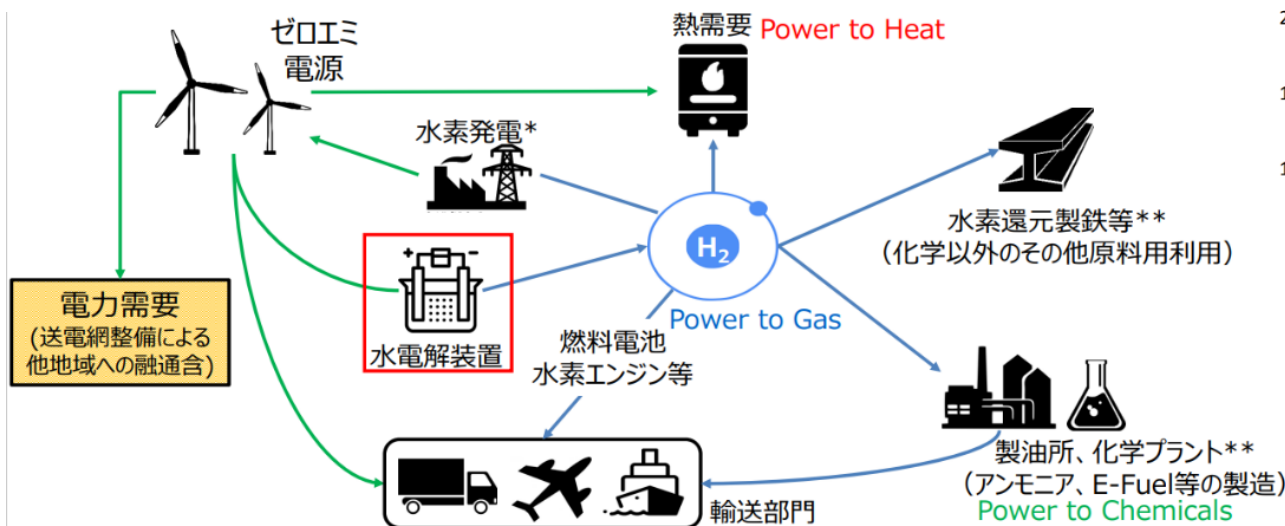 ゼロエミ
電源
熱需要 Power to Heat
水素発電*
水素還元製鉄等**
（化学以外のその他原料用利用）
H₂
電力需要
(送電網整備による
他地域への融通含)
水電解装置
Power to Gas
燃料電池
水素エンジン等
製油所、化学プラント**
（アンモニア、E-Fuel等の製造）
Power to Chemicals
輸送部門
2
1
1